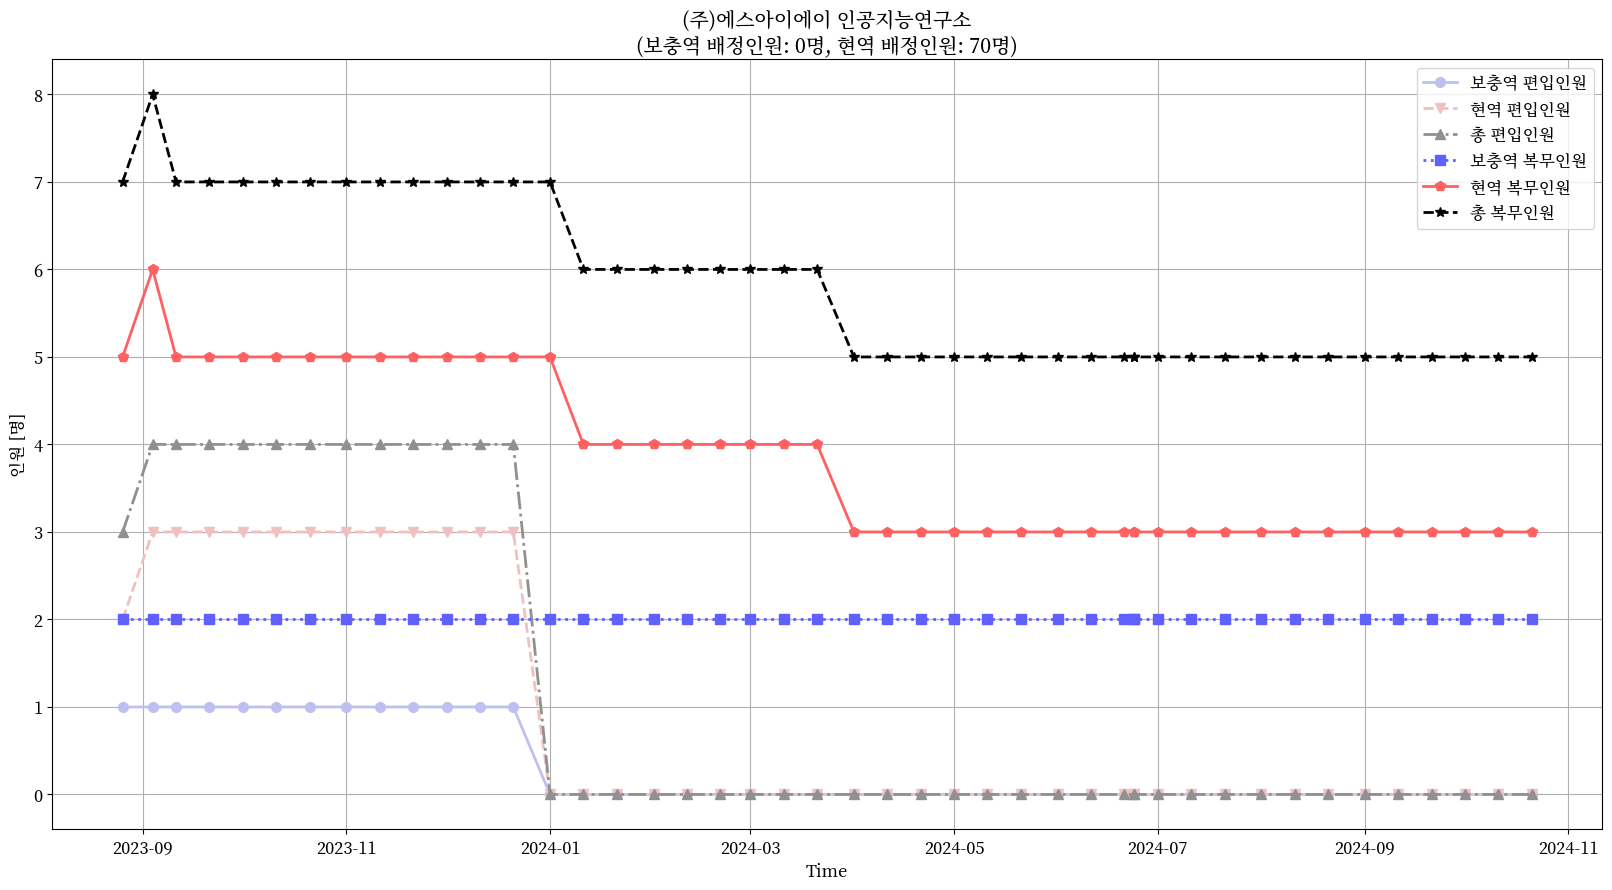 (주)에스아이에이 인공지능연구소
(보충역 배정인원: 0명, 현역 배정인원: 70명)
보충역 편입인원
현역 편입인원
총 편입인원
보충역 복무인원
현역 복무인원
총 복무인원
인원 [명]
8
7
6
5
4
3
2
1
0
2023-09
2023-11
2024-01
2024-03
2024-05
2024-07
2024-09
2024-11
Time